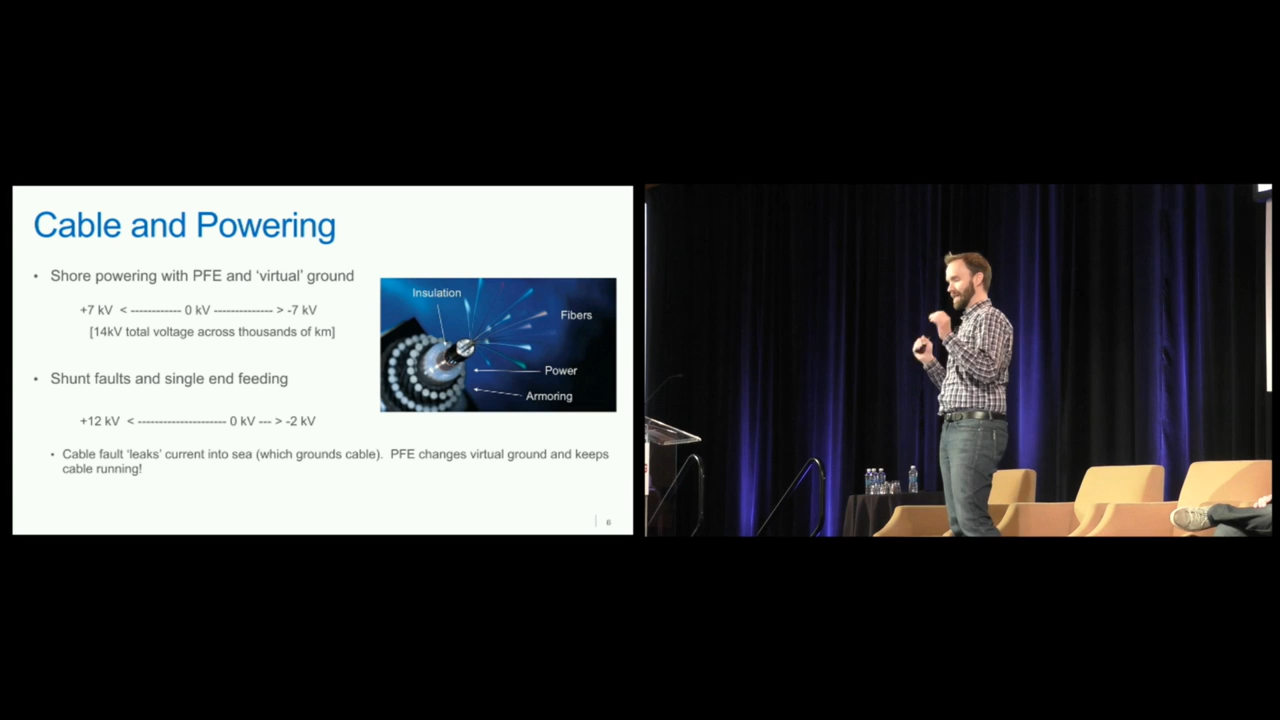 Cable and Powering
• Shore powering with PFE and ‘virtual’ ground
+7 kV < ------------ 0 kV -------------- > -7 kV
[14kV total voltage across thousands of km]
• Shunt faults and single end feeding
+12 kV < --------------------- 0 kV --- > -2 kV
• Cable fault ‘leaks’ current into sea (which grounds cable). PFE changes virtual ground and keeps
cable running!
Insulation
Fibers
Power
Armoring
6